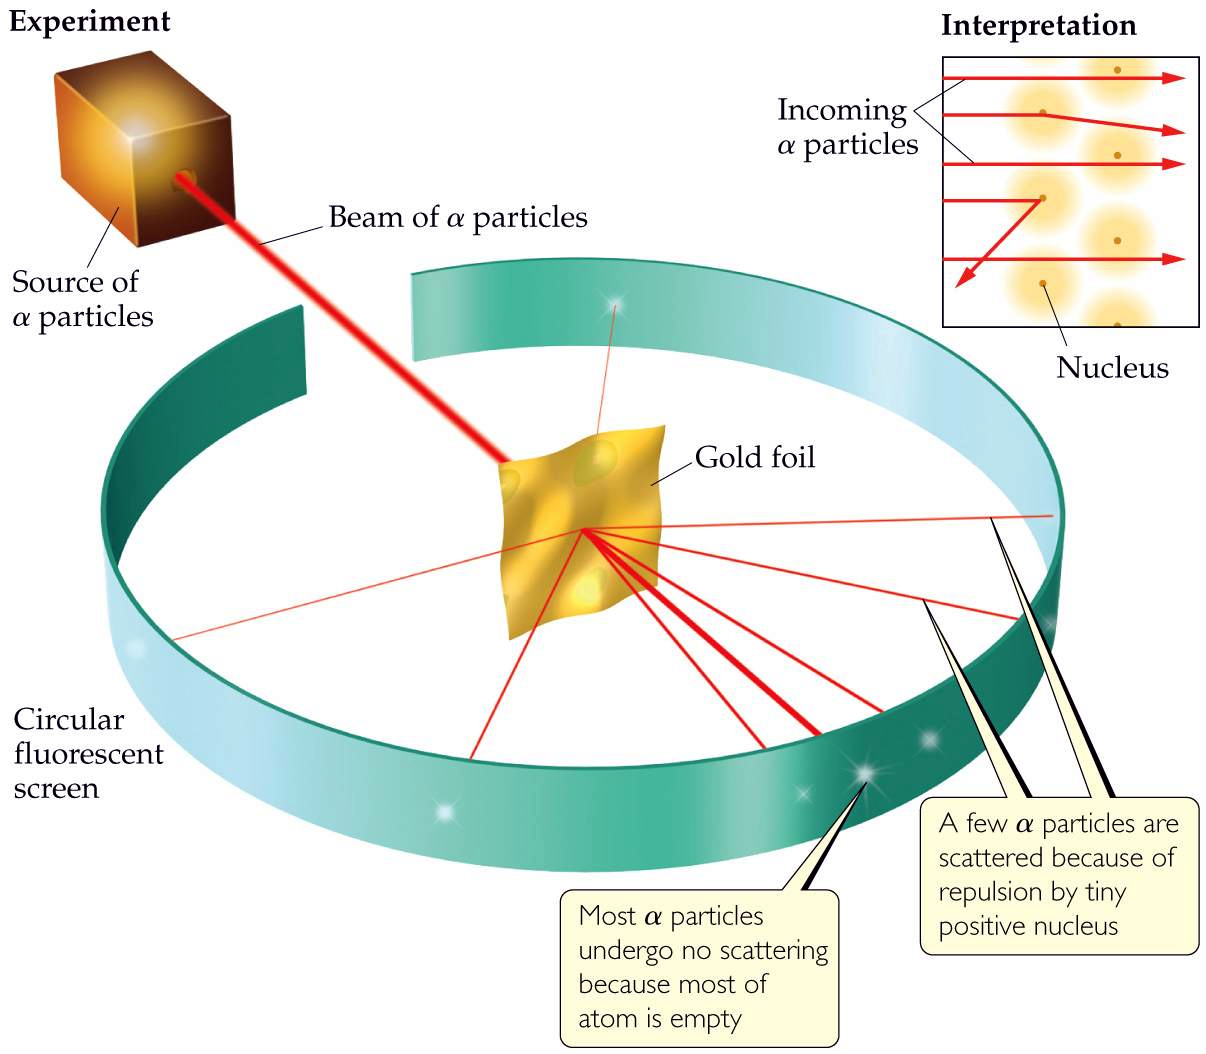 Experiment
Interpretation
Incoming
α particles
Beam of α particles
Source of
α particles
Nucleus
Gold foil
Circular
fluorescent
screen
A few α particles are
scattered because of
repulsion by tiny
positive nucleus
Most α particles
undergo no scattering
because most of
atom is empty